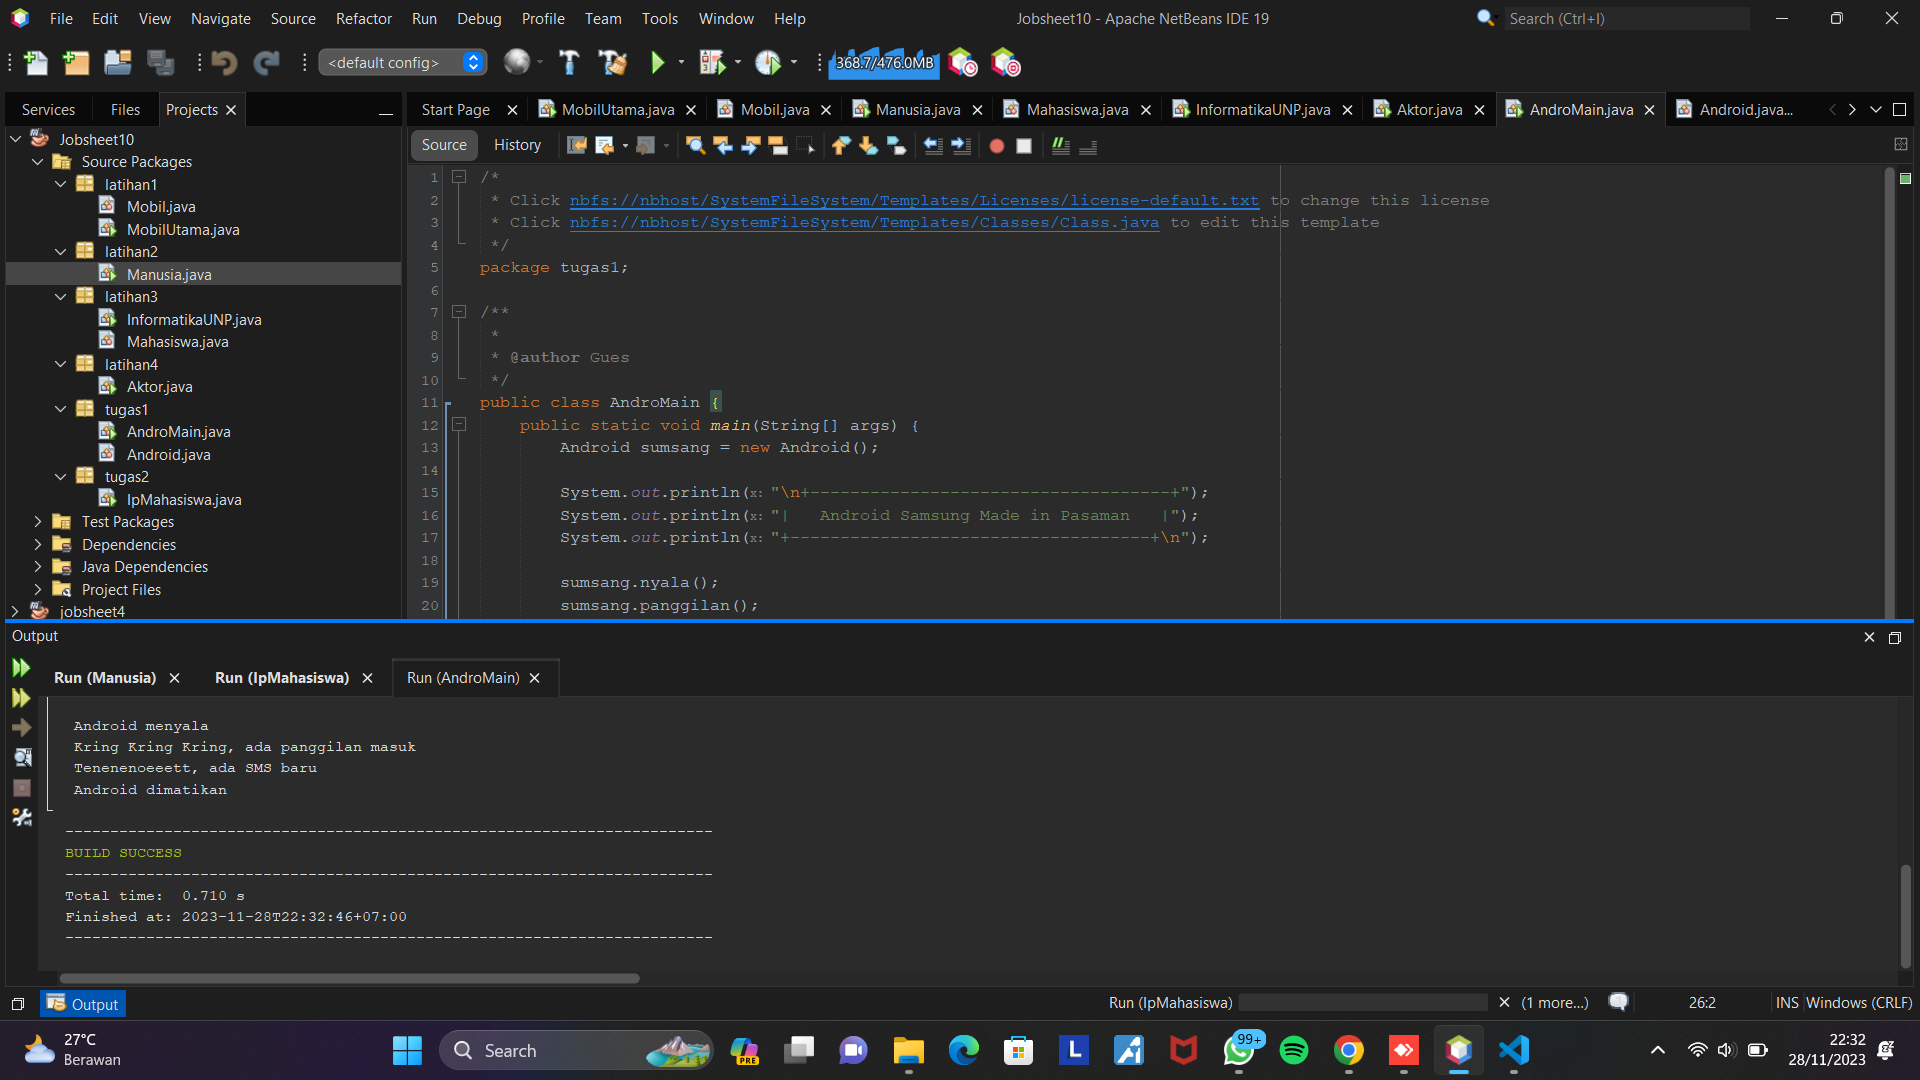 File Edit View Navigate Source Refactor Run Debug Profile Team Tools Window Help
Jobsheet10 - Apache NetBeans IDE 19
Search (Ctrl+I)
<default config>
368.7/476.0MB
Services Files Projects
Start Page MobilUtama.java Mobil.java Manusia.java Mahasiswa.java InformatikaUNP.java Aktor.java AndroMain.java Android.java...
Source History
Jobsheet10
Source Packages
latihan1
Mobil.java
MobilUtama.java
latihan2
Manusia.java
latihan3
InformatikaUNP.java
Mahasiswa.java
latihan4
Aktor.java
tugas1
AndroMain.java
Android.java
tugas2
IpMahasiswa.java
Test Packages
Dependencies
Java Dependencies
Project Files
jobsheet4
1 /*
2 * Click nbfs://nbhost/SystemFileSystem/Templates/Licenses/license-default.txt to change this license
3 * Click nbfs://nbhost/SystemFileSystem/Templates/Classes/Class.java to edit this template
4 */
5 package tugas1;
6
7 /**
8 *
9 * @author Gues
10 */
11 public class AndroMain {
12 public static void main(String[] args) {
13 Android sumsang = new Android();
14
15 System.out.println(x: "\n+------------------------------------+");
16 System.out.println(x: "|   Android Samsung Made in Pasaman   |");
17 System.out.println(x: "+------------------------------------+\n");
18
19 sumsang.nyala();
20 sumsang.panggilan();
Output
Run (Manusia) Run (IpMahasiswa) Run (AndroMain)
Android menyala
Kring Kring Kring, ada panggilan masuk
Tenenenoeeett, ada SMS baru
Android dimatikan
------------------------------------------------------------------------
BUILD SUCCESS
------------------------------------------------------------------------
Total time:  0.710 s
Finished at: 2023-11-28T22:32:46+07:00
------------------------------------------------------------------------
Output
Run (IpMahasiswa) (1 more...) 26:2 INS Windows (CRLF)
27°C
Berawan
Search
PRE
L
99+
22:32
28/11/2023